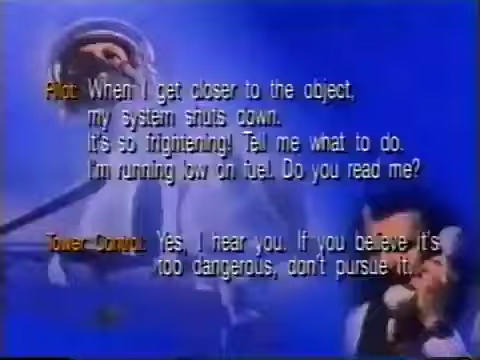 Pilot: When I get closer to the object,
my system shuts down.
It's so frightening! Tell me what to do.
I'm running low on fuel. Do you read me?
Tower Control: Yes, I hear you. If you believe it's
too dangerous, don't pursue it.